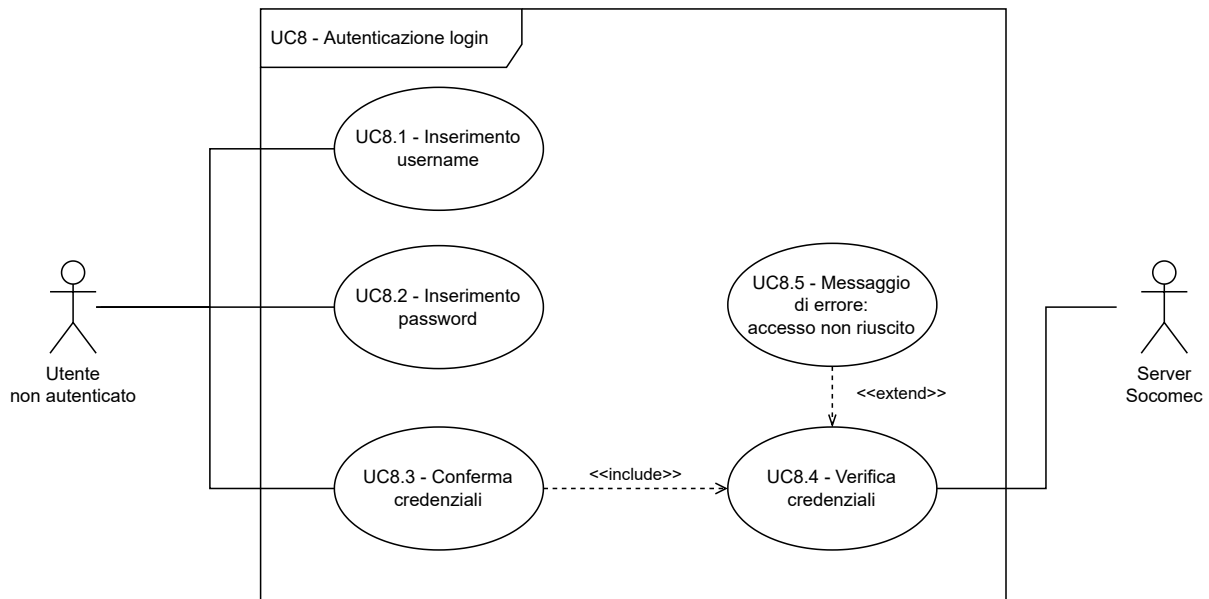 UC8 - Autenticazione login
UC8.1 - Inserimento
username
UC8.2 - Inserimento
password
UC8.5 - Messaggio
di errore:
accesso non riuscito
Utente
non autenticato
Server
Socomec
<<extend>>
UC8.3 - Conferma
credenziali
<<include>>
UC8.4 - Verifica
credenziali